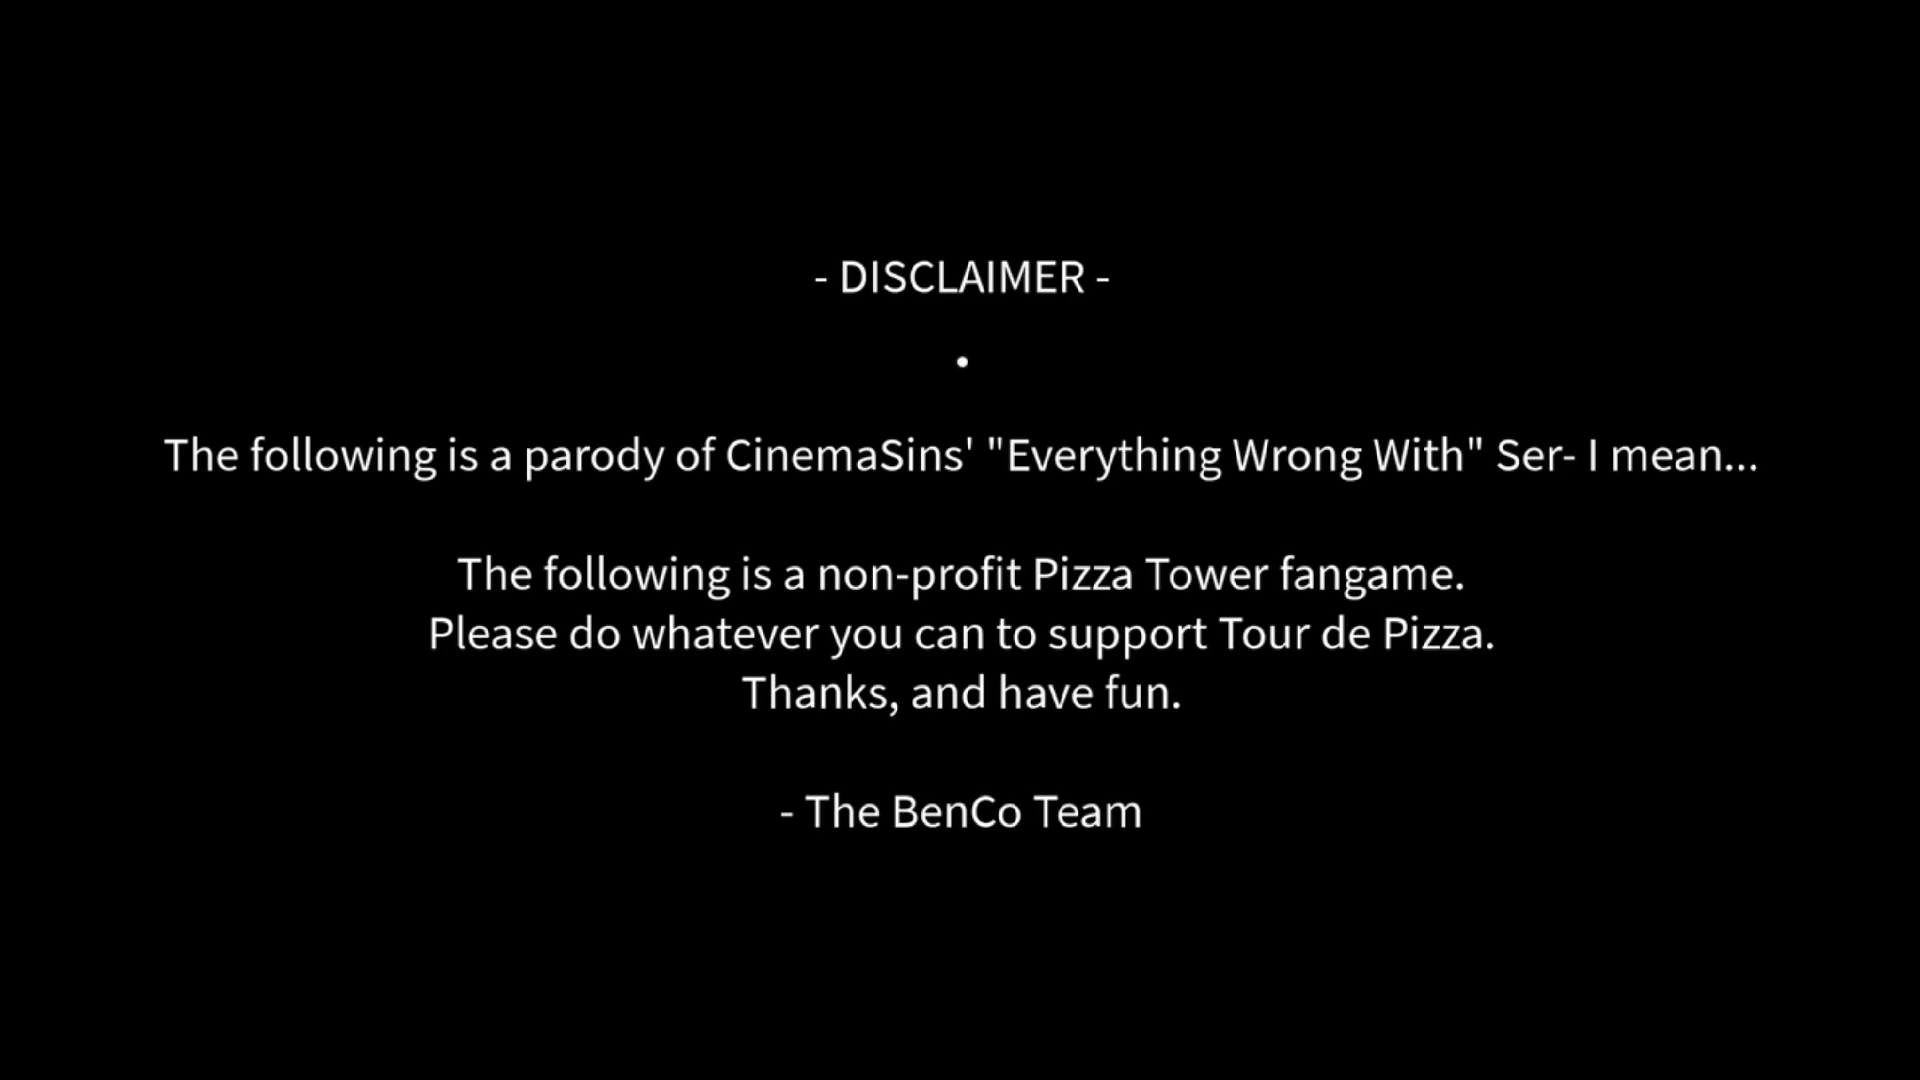 - DISCLAIMER -
•
The following is a parody of CinemaSins' "Everything Wrong With" Ser- I mean...
The following is a non-profit Pizza Tower fangame.
Please do whatever you can to support Tour de Pizza.
Thanks, and have fun.
- The BenCo Team